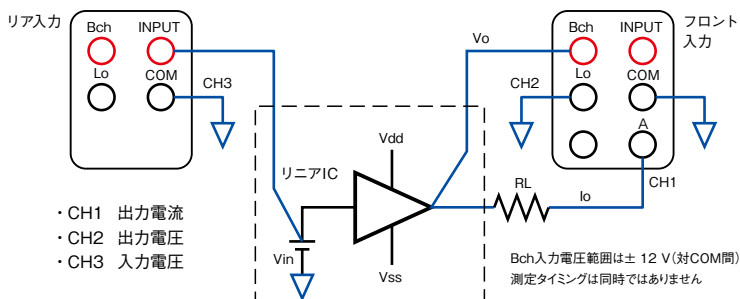 リア入力
Bch
INPUT
Lo
COM
CH3
Vo
Bch
INPUT
フロント
入力
CH2
Lo
COM
A
CH1
Vdd
リニアIC
Vin
Vss
RL
Io
・CH1 出力電流
・CH2 出力電圧
・CH3 入力電圧
Bch入力電圧範囲は± 12 V(対COM間)
測定タイミングは同時ではありません